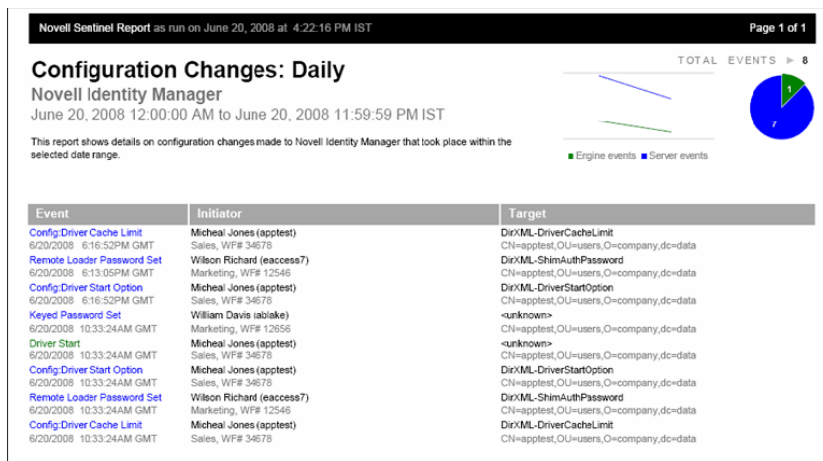 Novell Sentinel Report as run on June 20, 2008 at 4:22:16 PM IST Page 1 of 1
TOTAL EVENTS ▶ 8
Configuration Changes: Daily
Novell Identity Manager
June 20, 2008 12:00:00 AM to June 20, 2008 11:59:59 PM IST
This report shows details on configuration changes made to Novell Identity Manager that took place within the
selected date range.
1
7
Engine events Server events
Event Initiator Target
Config:Driver Cache Limit Micheal Jones (apptest) DirXML-DriverCacheLimit
6/20/2008 6:16:52PM GMT Sales, WF# 34678 CN=apptest,OU=users,O=company,dc=data
Remote Loader Password Set Wilson Richard (eaccess7) DirXML-ShimAuthPassword
6/20/2008 6:13:05PM GMT Marketing, WF# 12546 CN=apptest,OU=users,O=company,dc=data
Config:Driver Start Option Micheal Jones (apptest) DirXML-DriverStartOption
6/20/2008 6:16:52PM GMT Sales, WF# 34678 CN=apptest,OU=users,O=company,dc=data
Keyed Password Set William Davis (ablake) <unknown>
6/20/2008 10:33:24AM GMT Marketing, WF# 12656 CN=apptest,OU=users,O=company,dc=data
Driver Start Micheal Jones (apptest) <unknown>
6/20/2008 10:33:24AM GMT Sales, WF# 34678 CN=apptest,OU=users,O=company,dc=data
Config:Driver Start Option Micheal Jones (apptest) DirXML-DriverStartOption
6/20/2008 10:33:24AM GMT Sales, WF# 34678 CN=apptest,OU=users,O=company,dc=data
Remote Loader Password Set Wilson Richard (eaccess7) DirXML-ShimAuthPassword
6/20/2008 10:33:24AM GMT Marketing, WF# 12546 CN=apptest,OU=users,O=company,dc=data
Config:Driver Cache Limit Micheal Jones (apptest) DirXML-DriverCacheLimit
6/20/2008 10:33:24AM GMT Sales, WF# 34678 CN=apptest,OU=users,O=company,dc=data